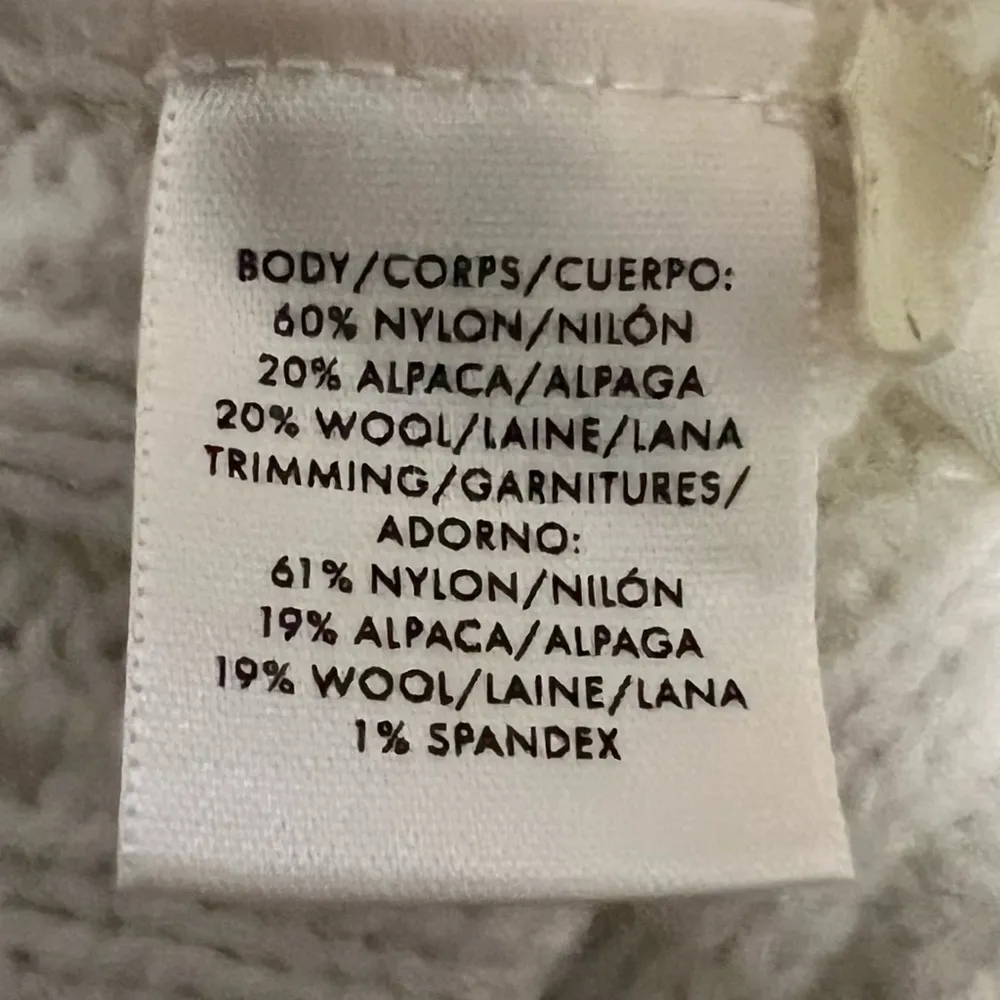 BODY/CORPS/CUERPO:
60% NYLON/NILÓN
20% ALPACA/ALPAGA
20% WOOL/LAINE/LANA
TRIMMING/GARNITURES/
ADORNO:
61% NYLON/NILÓN
19% ALPACA/ALPAGA
19% WOOL/LAINE/LANA
1% SPANDEX